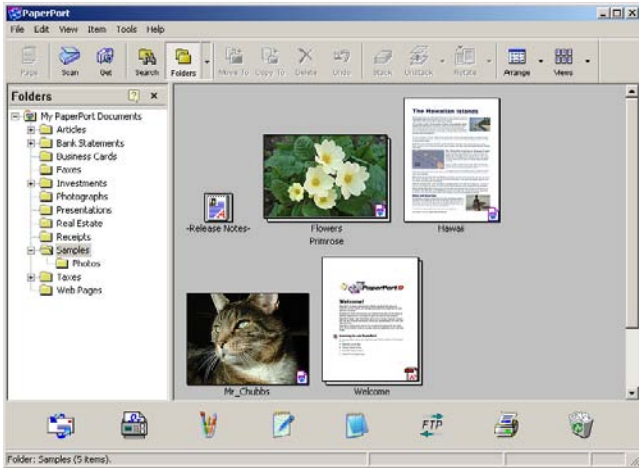 PaperPort
File Edit View Item Tools Help
Page Scan Get Search Folders Move To Copy To Delete Undo Stack Unstack Rotate Arrange Views
Folders
My PaperPort Documents
Articles
Bank Statements
Business Cards
Faxes
Investments
Photographs
Presentations
Real Estate
Receipts
Samples
Photos
Taxes
Web Pages
The Hawaiian Islands
-Release Notes-
Flowers
Primrose
Hawaii
PaperPort
Welcome!
Mr_Chubbs
Welcome
FTP
Folder: Samples (5 items).